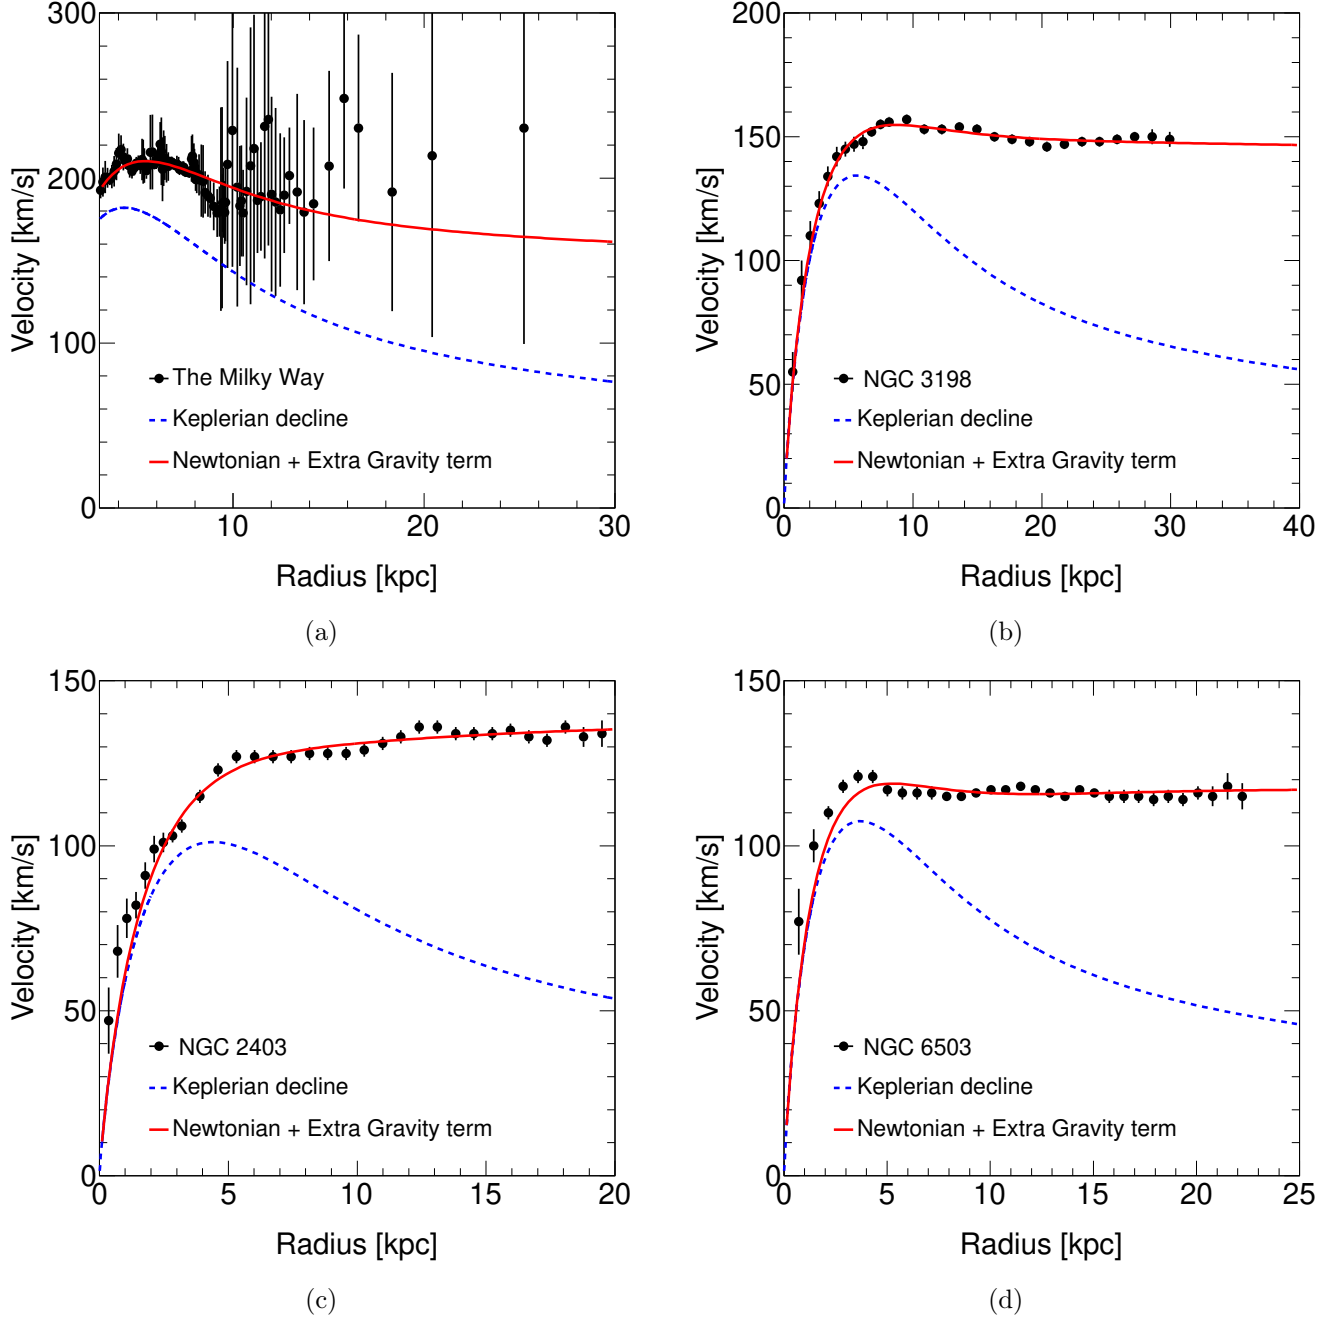 300
200
100
0
10
20
30
Velocity [km/s]
Radius [kpc]
The Milky Way
Keplerian decline
Newtonian + Extra Gravity term
(a)
200
150
100
50
0
0
10
20
30
40
Velocity [km/s]
Radius [kpc]
NGC 3198
Keplerian decline
Newtonian + Extra Gravity term
(b)
150
100
50
0
0
5
10
15
20
Velocity [km/s]
Radius [kpc]
NGC 2403
Keplerian decline
Newtonian + Extra Gravity term
(c)
150
100
50
0
0
5
10
15
20
25
Velocity [km/s]
Radius [kpc]
NGC 6503
Keplerian decline
Newtonian + Extra Gravity term
(d)